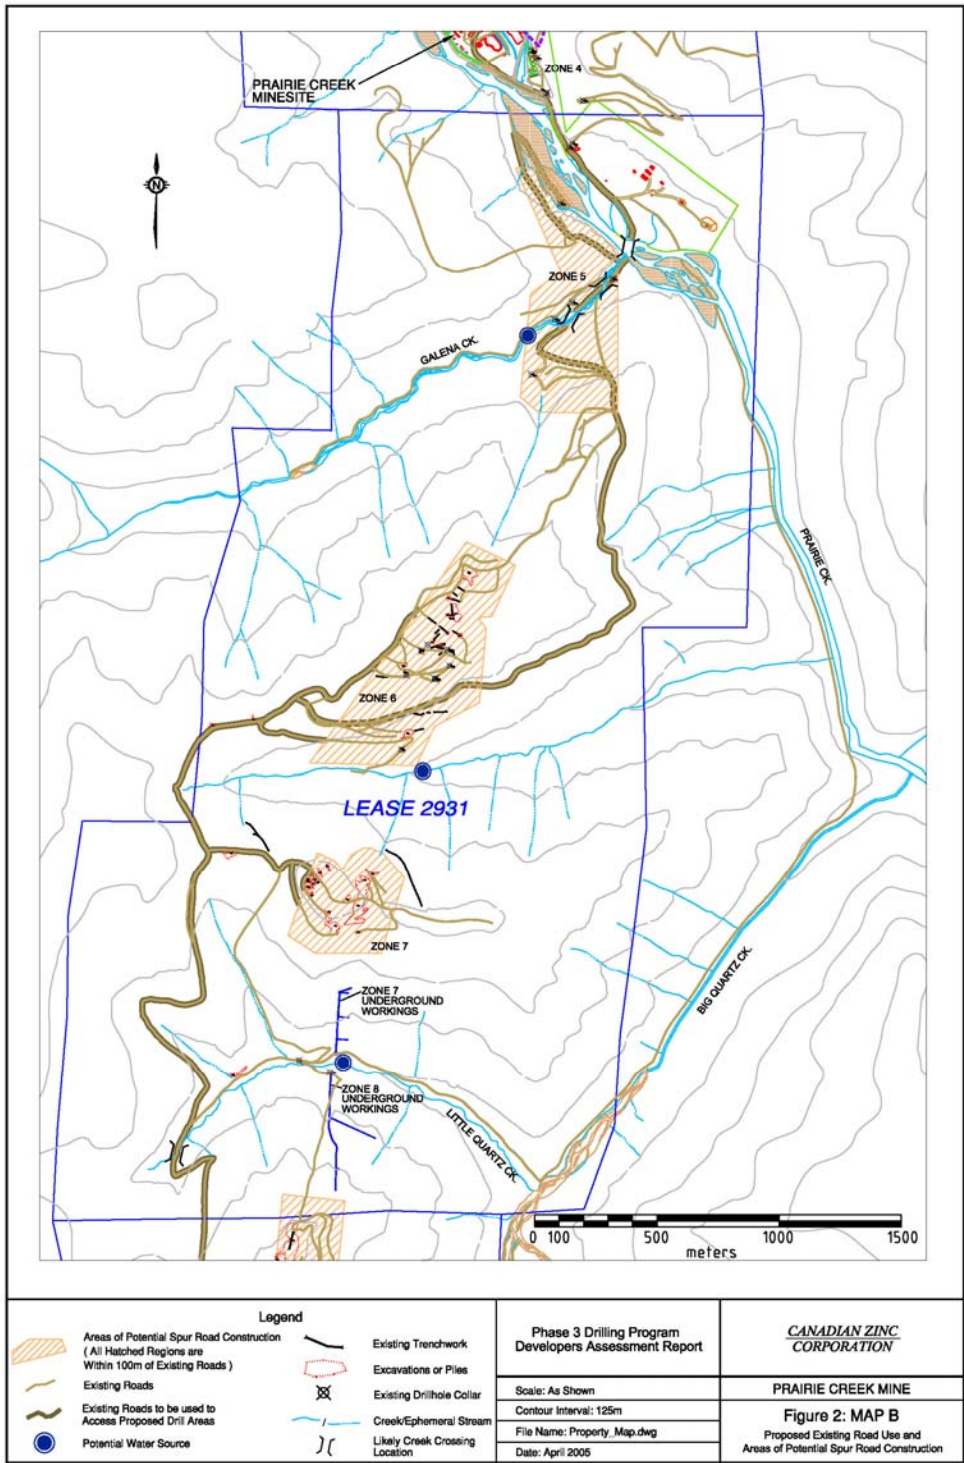 ZONE 4
PRAIRIE CREEK
MINESITE
N
ZONE 5
GALENA CK.
PRAIRIE CK.
ZONE 6
LEASE 2931
ZONE 7
ZONE 7
UNDERGROUND
WORKINGS
BIG QUARTZ CK.
ZONE 8
UNDERGROUND
WORKINGS
LITTLE QUARTZ CK.
0 100 500 1000 1500
meters
Legend
Areas of Potential Spur Road Construction
( All Hatched Regions are
Within 100m of Existing Roads )
Existing Roads
Existing Roads to be used to
Access Proposed Drill Areas
Potential Water Source
Existing Trenchwork
Excavations or Piles
Existing Drillhole Collar
Creek/Ephemeral Stream
Likely Creek Crossing
Location
Phase 3 Drilling Program
Developers Assessment Report
Scale: As Shown
Contour Interval: 125m
File Name: Property_Map.dwg
Date: April 2005
CANADIAN ZINC
CORPORATION
PRAIRIE CREEK MINE
Figure 2: MAP B
Proposed Existing Road Use and
Areas of Potential Spur Road Construction